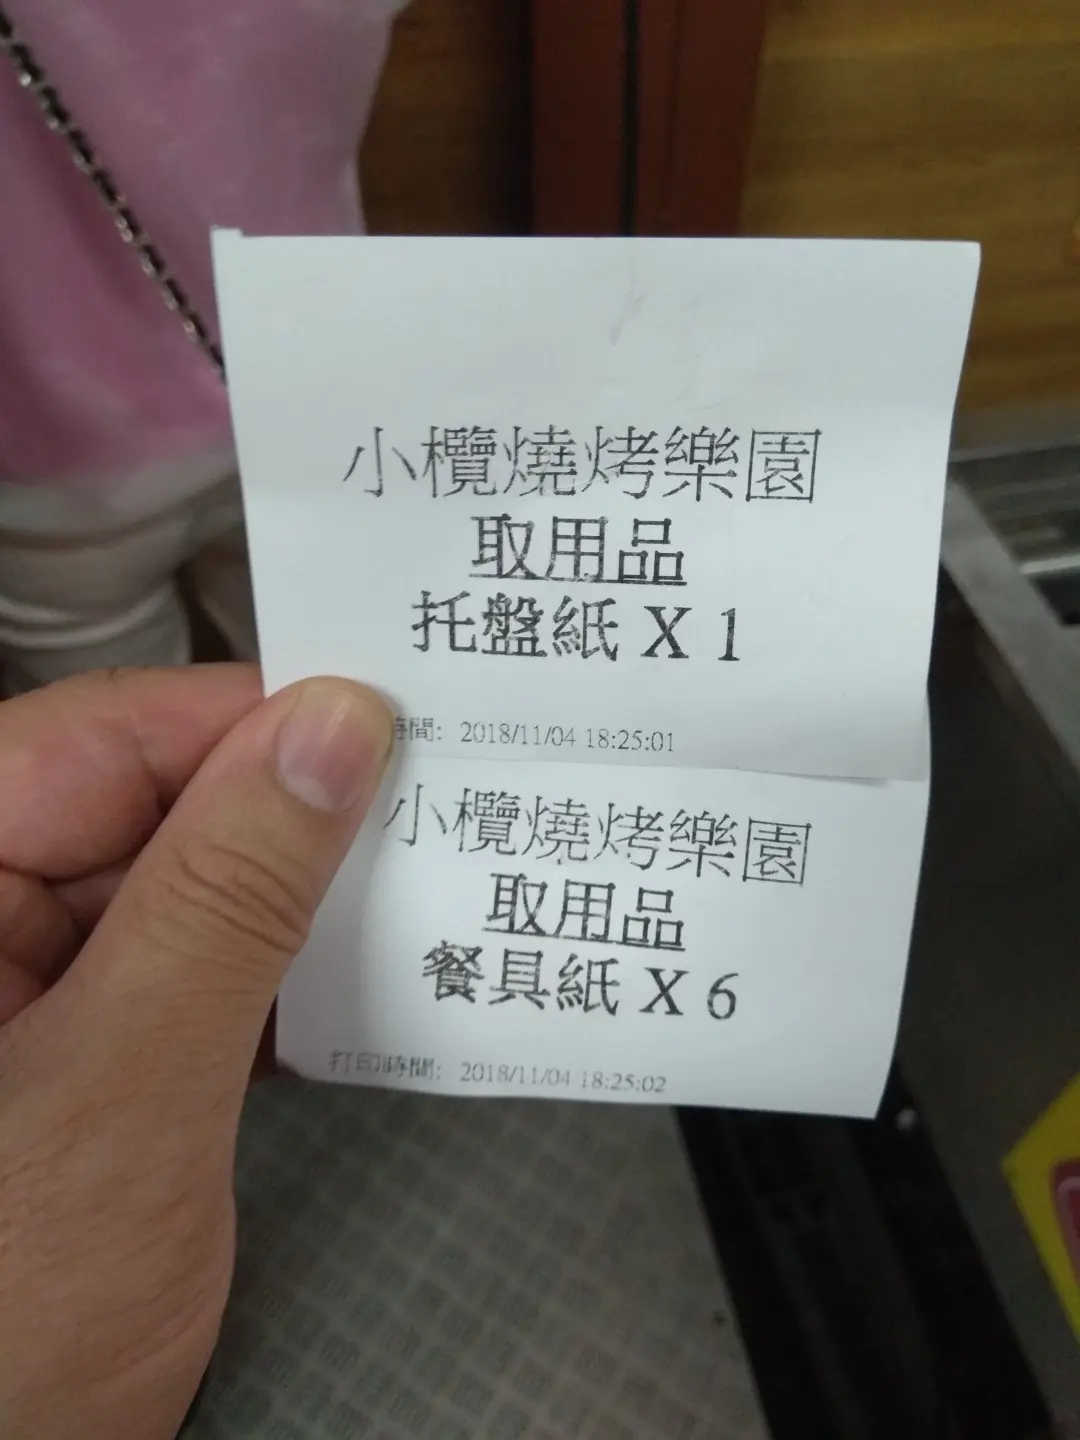 小欖燒烤樂園
取用品
托盤紙 X 1
時間: 2018/11/04 18:25:01
小欖燒烤樂園
取用品
餐具紙 X 6
打印時間: 2018/11/04 18:25:02